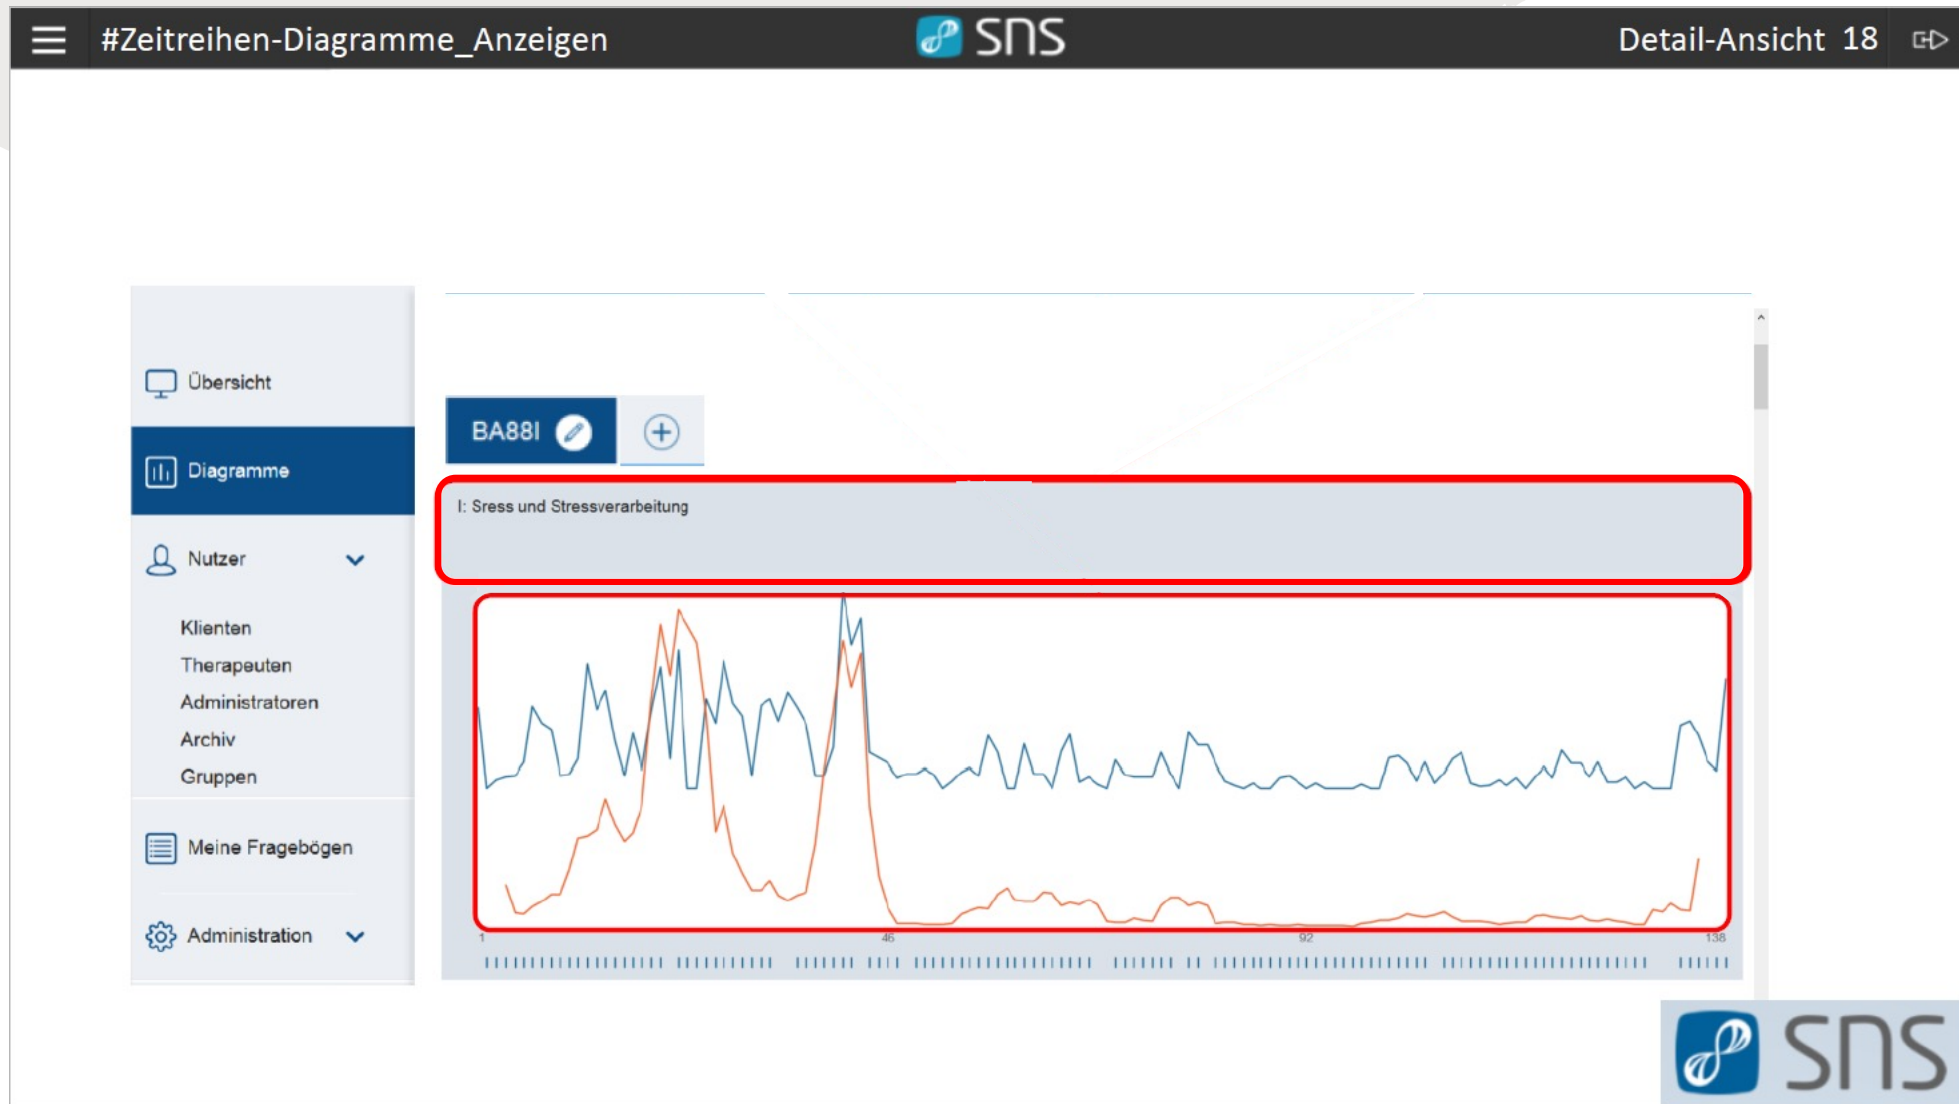 #Zeitreihen-Diagramme_Anzeigen
SNS
Detail-Ansicht 18
Übersicht
Diagramme
Nutzer
Klienten
Therapeuten
Administratoren
Archiv
Gruppen
Meine Fragebögen
Administration
BA88I
I: Sress und Stressverarbeitung
1 46 92 138
SNS